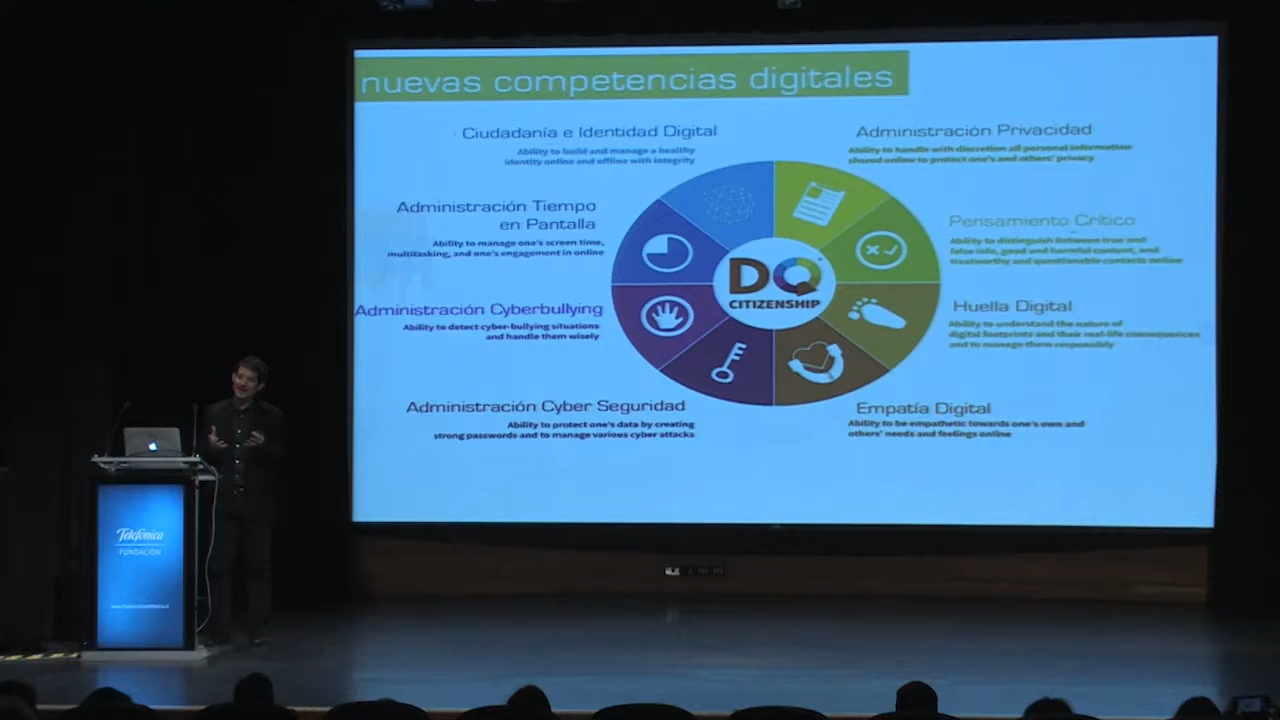 nuevas competencias digitales
Ciudadanía e Identidad Digital
Ability to build and manage a healthy
identity online and offline with integrity
Administración Privacidad
Ability to handle with discretion all personal information
shared online to protect one's and others' privacy
Administración Tiempo
en Pantalla
Ability to manage one's screen time,
multitasking, and one's engagement in online
Pensamiento Crítico
Ability to distinguish between true and
false info, good and harmful content, and
trustworthy and questionable contacts online
DQ
CITIZENSHIP
Administración Cyberbullying
Ability to detect cyber-bullying situations
and handle them wisely
Huella Digital
Ability to understand the nature of
digital footprints and their real-life consequences
and to manage them responsibly
Administración Cyber Seguridad
Ability to protect one's data by creating
strong passwords and to manage various cyber attacks
Empatía Digital
Ability to be empathetic towards one's own and
others' needs and feelings online
Telefónica
FUNDACIÓN